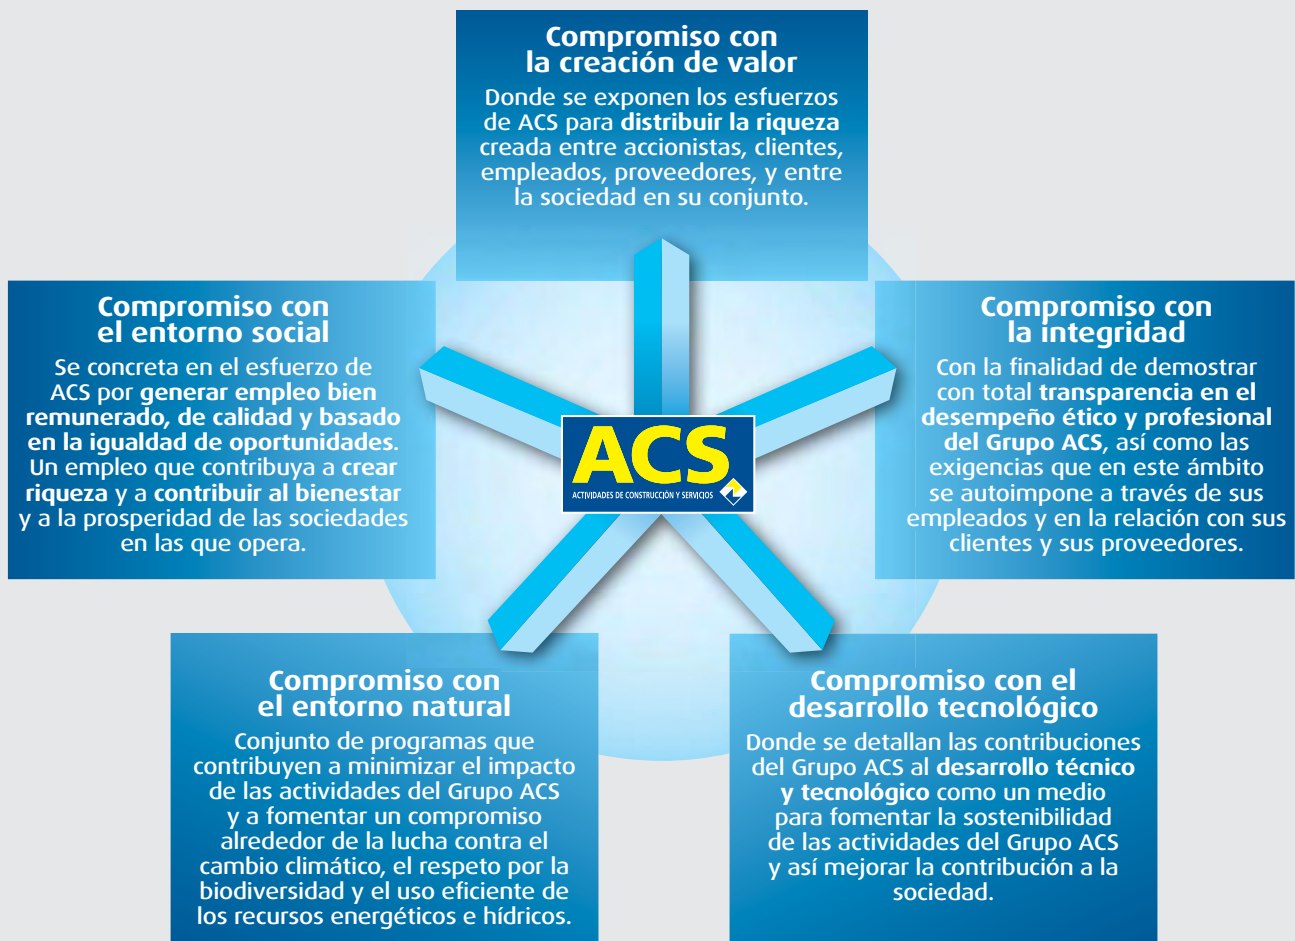 Compromiso con
la creación de valor
Donde se exponen los esfuerzos
de ACS para distribuir la riqueza
creada entre accionistas, clientes,
empleados, proveedores, y entre
la sociedad en su conjunto.
Compromiso con
el entorno social
Se concreta en el esfuerzo de
ACS por generar empleo bien
remunerado, de calidad y basado
en la igualdad de oportunidades.
Un empleo que contribuya a crear
riqueza y a contribuir al bienestar
y a la prosperidad de las sociedades
en las que opera.
Compromiso con
la integridad
Con la finalidad de demostrar
con total transparencia en el
desempeño ético y profesional
del Grupo ACS, así como las
exigencias que en este ámbito
se autoimpone a través de sus
empleados y en la relación con sus
clientes y sus proveedores.
ACS
ACTIVIDADES DE CONSTRUCCIÓN Y SERVICIOS
Compromiso con
el entorno natural
Conjunto de programas que
contribuyen a minimizar el impacto
de las actividades del Grupo ACS
y a fomentar un compromiso
alrededor de la lucha contra el
cambio climático, el respeto por la
biodiversidad y el uso eficiente de
los recursos energéticos e hídricos.
Compromiso con el
desarrollo tecnológico
Donde se detallan las contribuciones
del Grupo ACS al desarrollo técnico
y tecnológico como un medio
para fomentar la sostenibilidad
de las actividades del Grupo ACS
y así mejorar la contribución a la
sociedad.